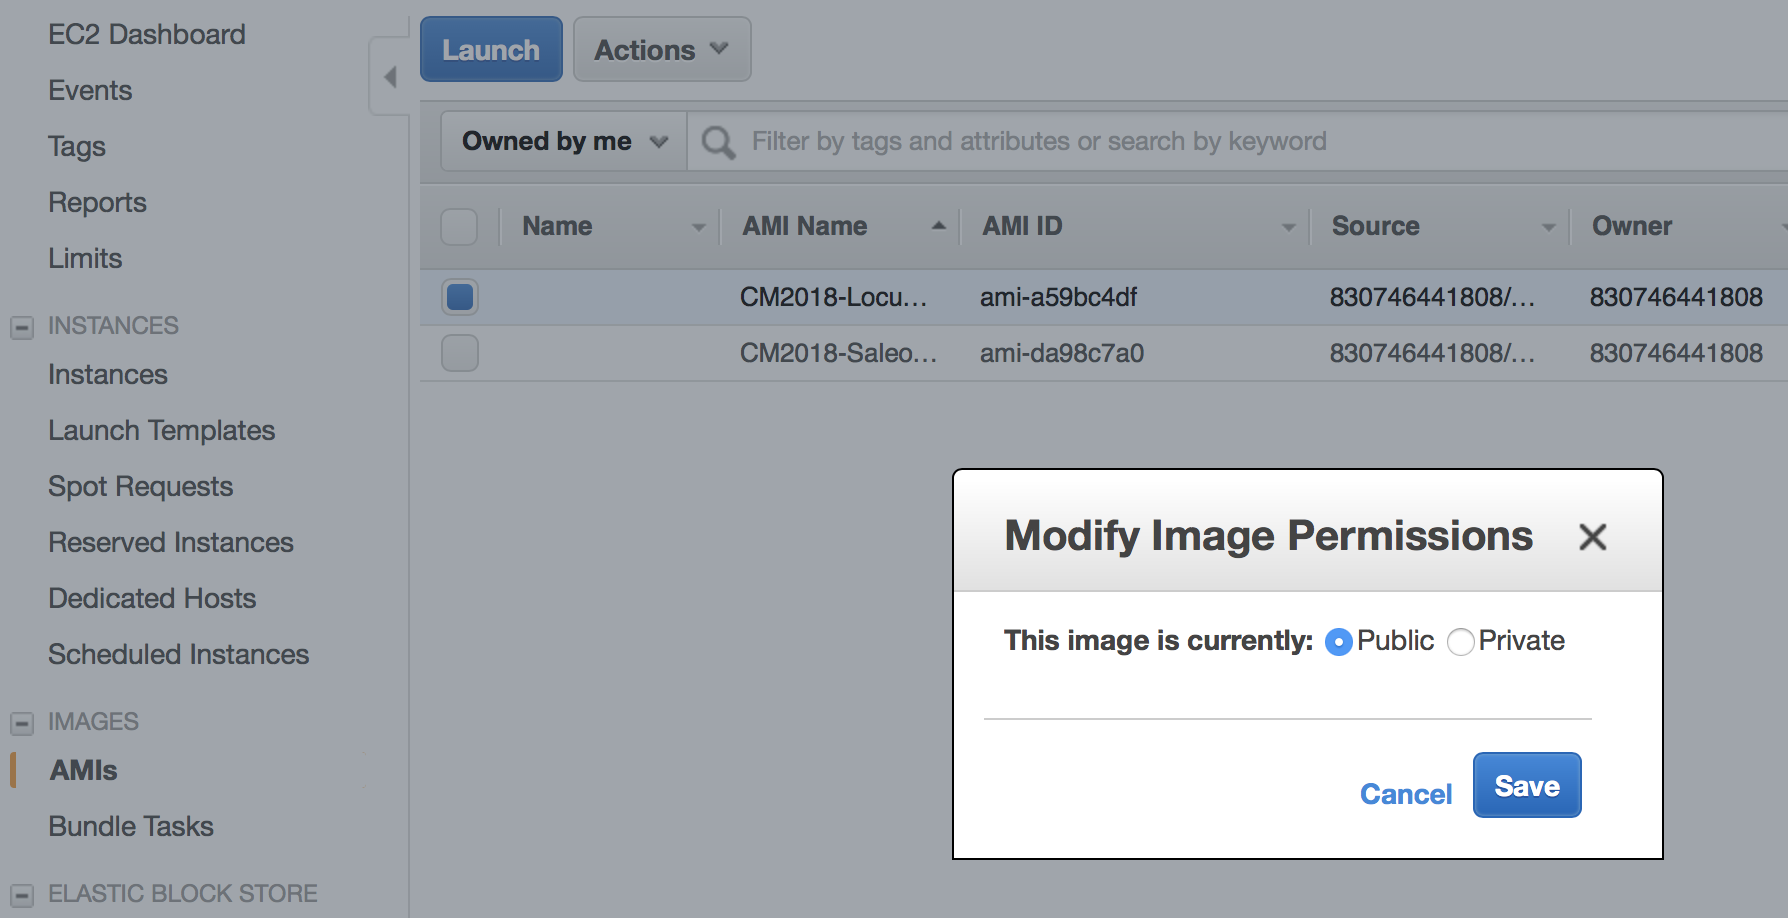 EC2 Dashboard
Events
Tags
Reports
Limits
INSTANCES
Instances
Launch Templates
Spot Requests
Reserved Instances
Dedicated Hosts
Scheduled Instances
IMAGES
AMIs
Bundle Tasks
ELASTIC BLOCK STORE
Launch Actions
Owned by me Filter by tags and attributes or search by keyword
Name AMI Name AMI ID Source Owner
CM2018-Locu... ami-a59bc4df 830746441808/... 830746441808
CM2018-Saleo... ami-da98c7a0 830746441808/... 830746441808
Modify Image Permissions
This image is currently: Public Private
Cancel Save